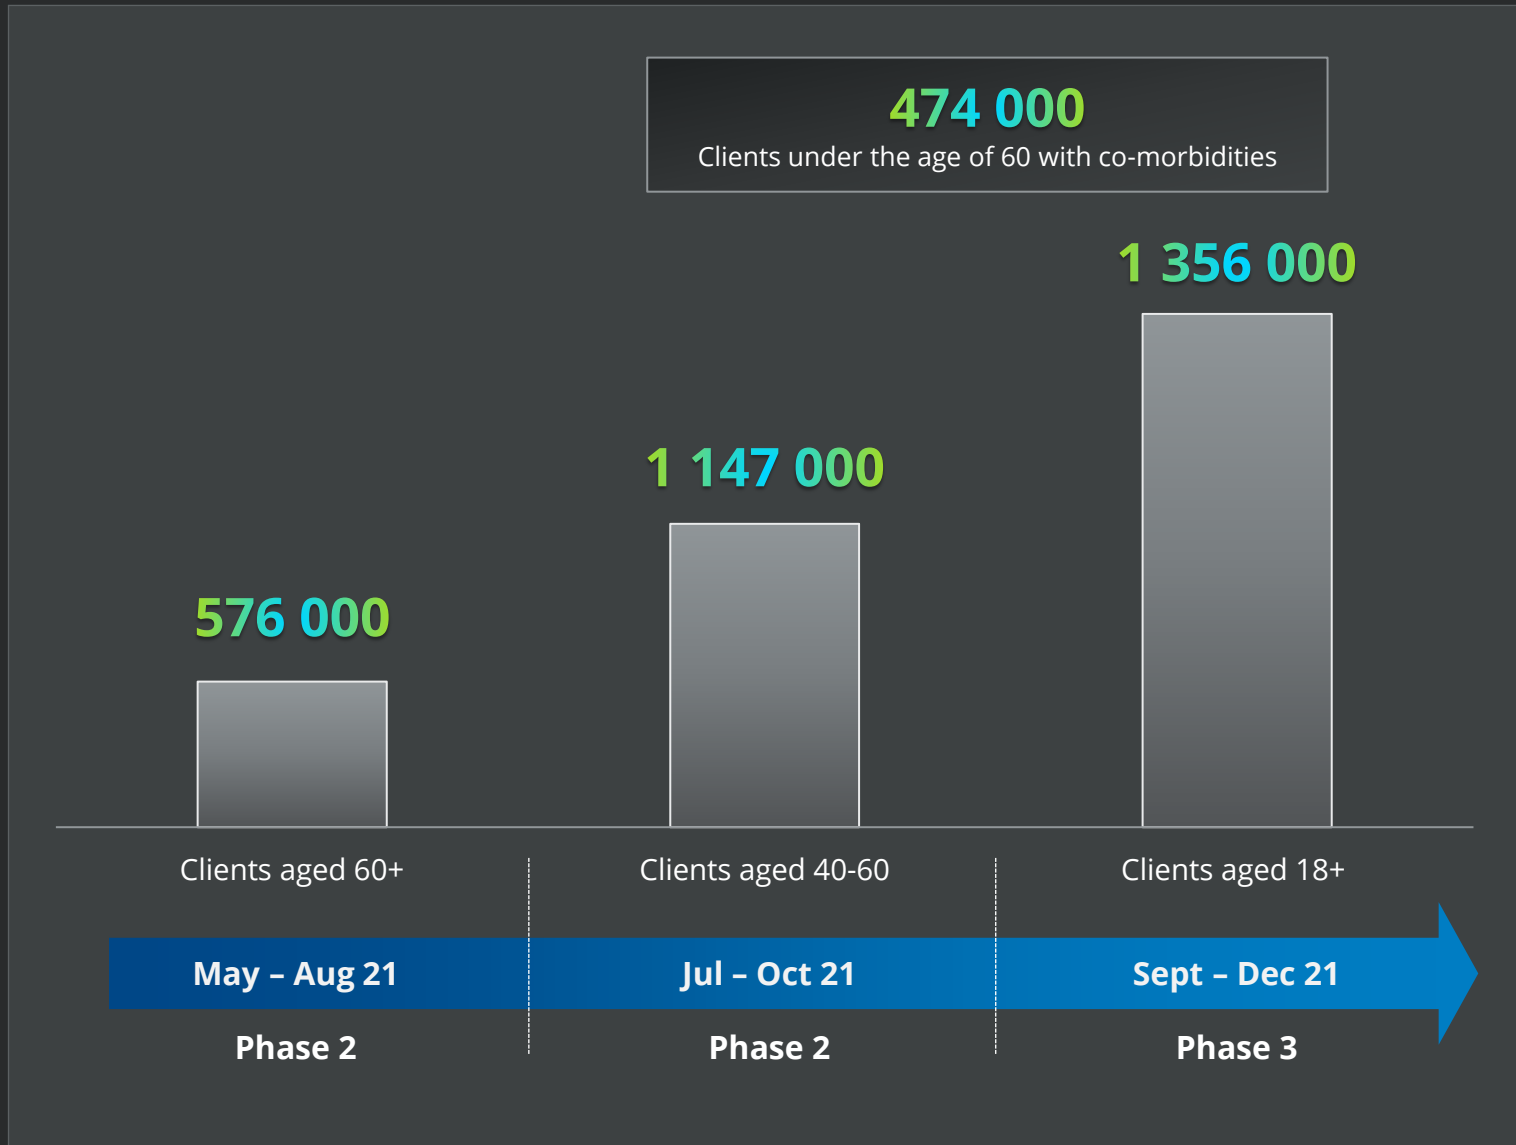 474 000
Clients under the age of 60 with co-morbidities
1 356 000
1 147 000
576 000
Clients aged 60+
Clients aged 40-60
Clients aged 18+
May – Aug 21
Jul – Oct 21
Sept – Dec 21
Phase 2
Phase 2
Phase 3